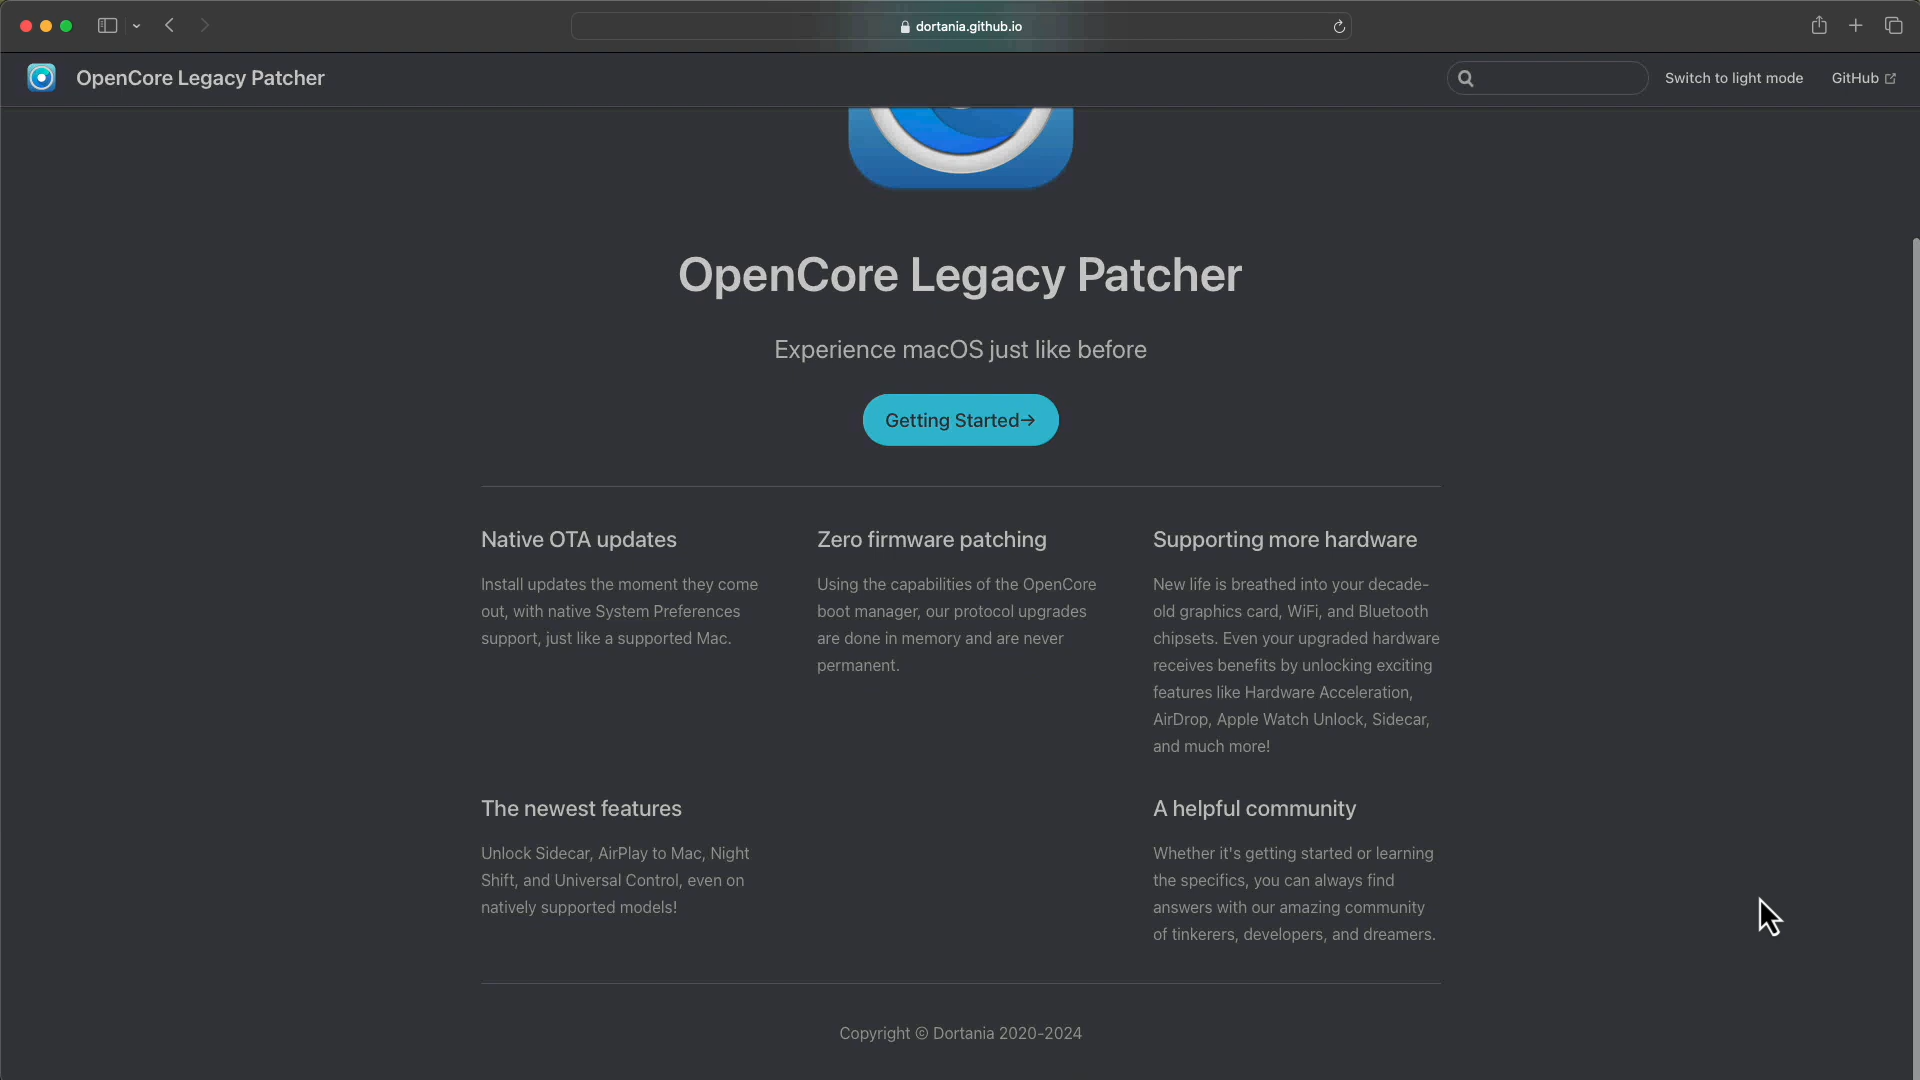 dortania.github.io
OpenCore Legacy Patcher
Switch to light mode
GitHub
OpenCore Legacy Patcher
Experience macOS just like before
Getting Started→
Native OTA updates
Install updates the moment they come
out, with native System Preferences
support, just like a supported Mac.
Zero firmware patching
Using the capabilities of the OpenCore
boot manager, our protocol upgrades
are done in memory and are never
permanent.
Supporting more hardware
New life is breathed into your decade-
old graphics card, WiFi, and Bluetooth
chipsets. Even your upgraded hardware
receives benefits by unlocking exciting
features like Hardware Acceleration,
AirDrop, Apple Watch Unlock, Sidecar,
and much more!
The newest features
Unlock Sidecar, AirPlay to Mac, Night
Shift, and Universal Control, even on
natively supported models!
A helpful community
Whether it's getting started or learning
the specifics, you can always find
answers with our amazing community
of tinkerers, developers, and dreamers.
Copyright © Dortania 2020-2024